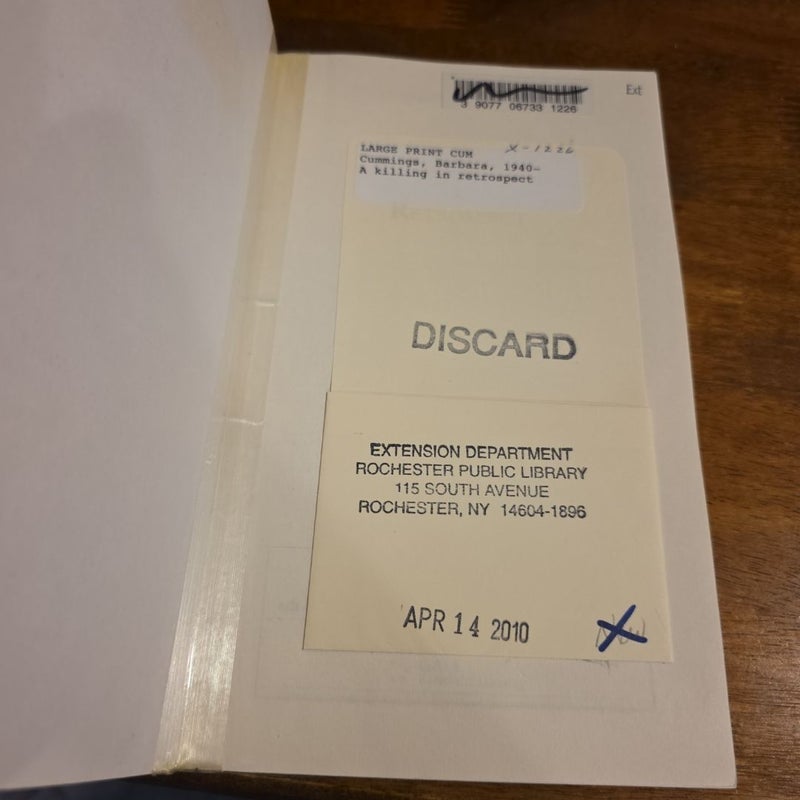 3 9077 06733 1226
Ext
LARGE PRINT CUM
X-1226
Cummings, Barbara, 1940-
A killing in retrospect
DISCARD
EXTENSION DEPARTMENT
ROCHESTER PUBLIC LIBRARY
115 SOUTH AVENUE
ROCHESTER, NY 14604-1896
APR 14 2010